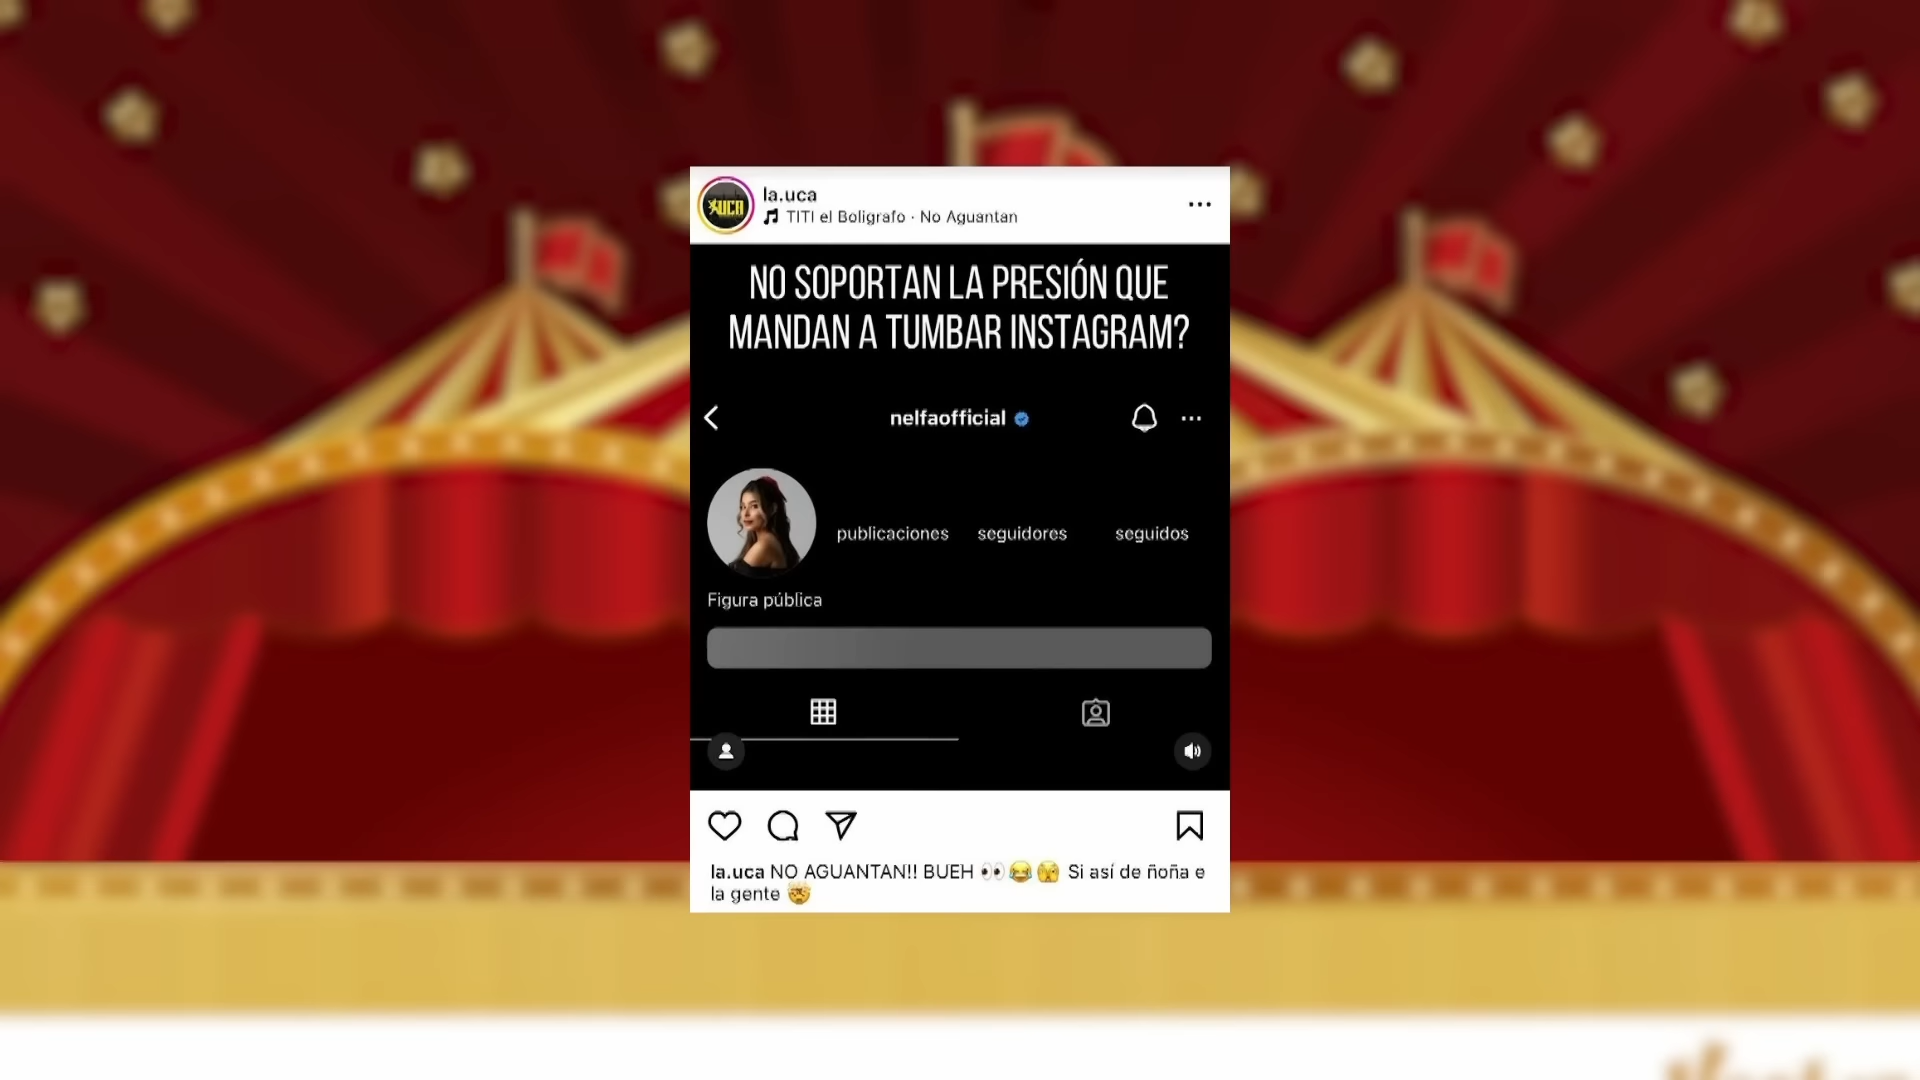 la.uca
TITI el Boligrafo · No Aguantan
UCA
NO SOPORTAN LA PRESIÓN QUE
MANDAN A TUMBAR INSTAGRAM?
nelfaofficial
publicaciones seguidores seguidos
Figura pública
la.uca NO AGUANTAN!! BUEH 👀😂🫣 Si así de ñoña e
la gente 🤯